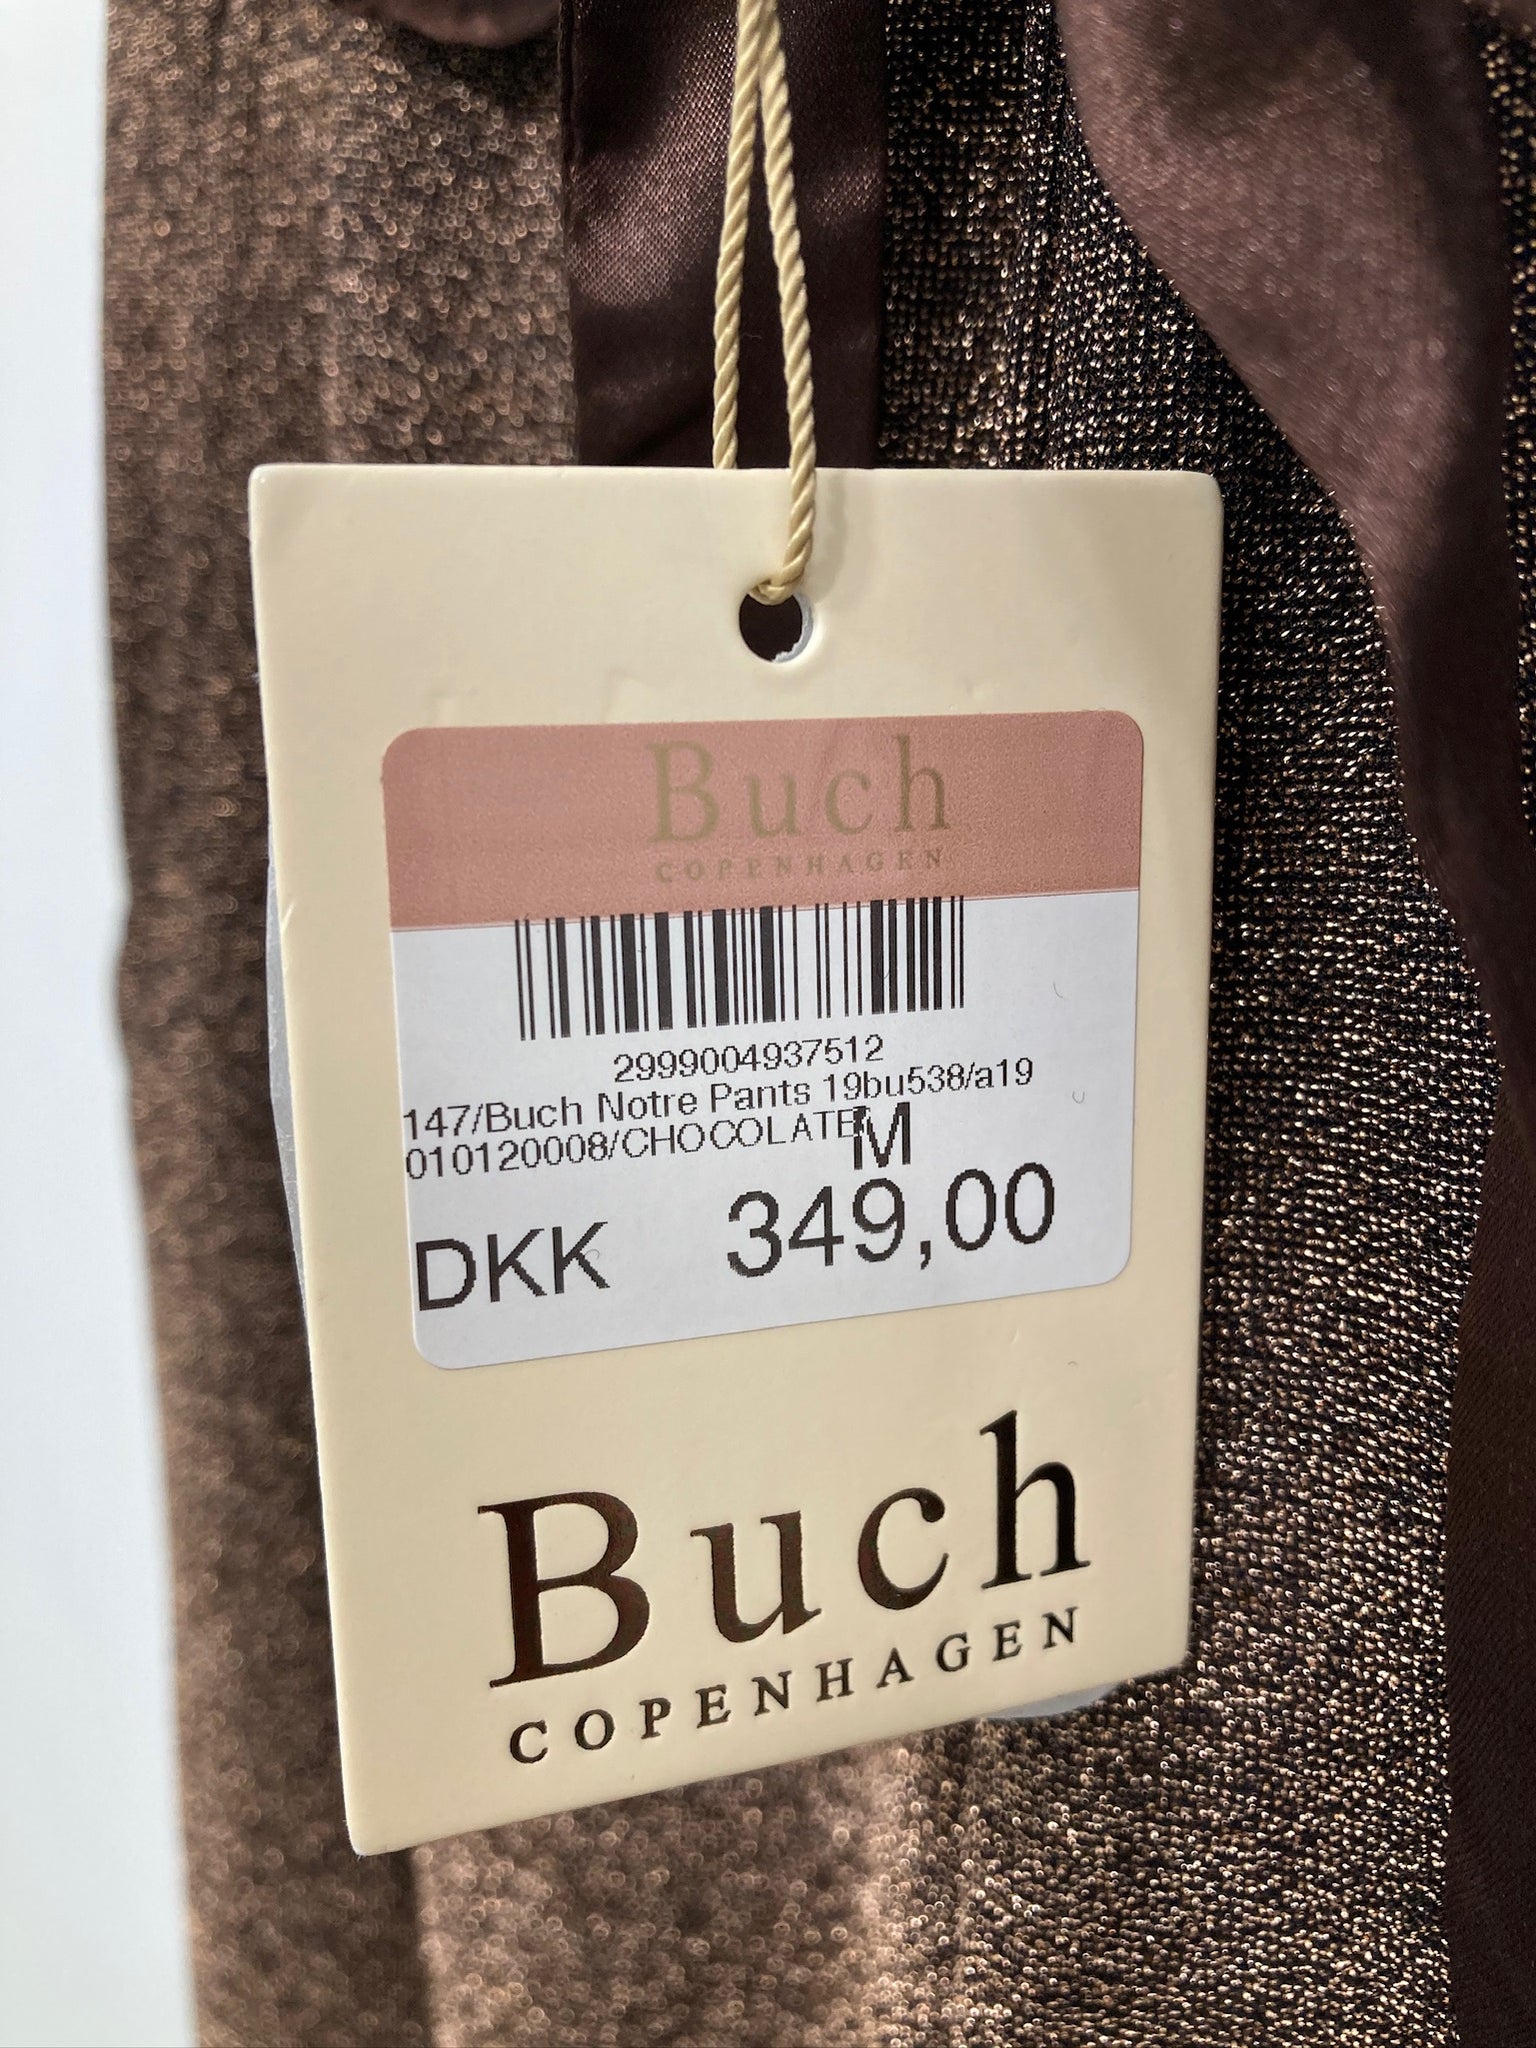 Buch
COPENHAGEN
2999004937512
147/Buch Notre Pants 19bu538/a19
010120008/CHOCOLATE
M
DKK 349,00
Buch
COPENHAGEN